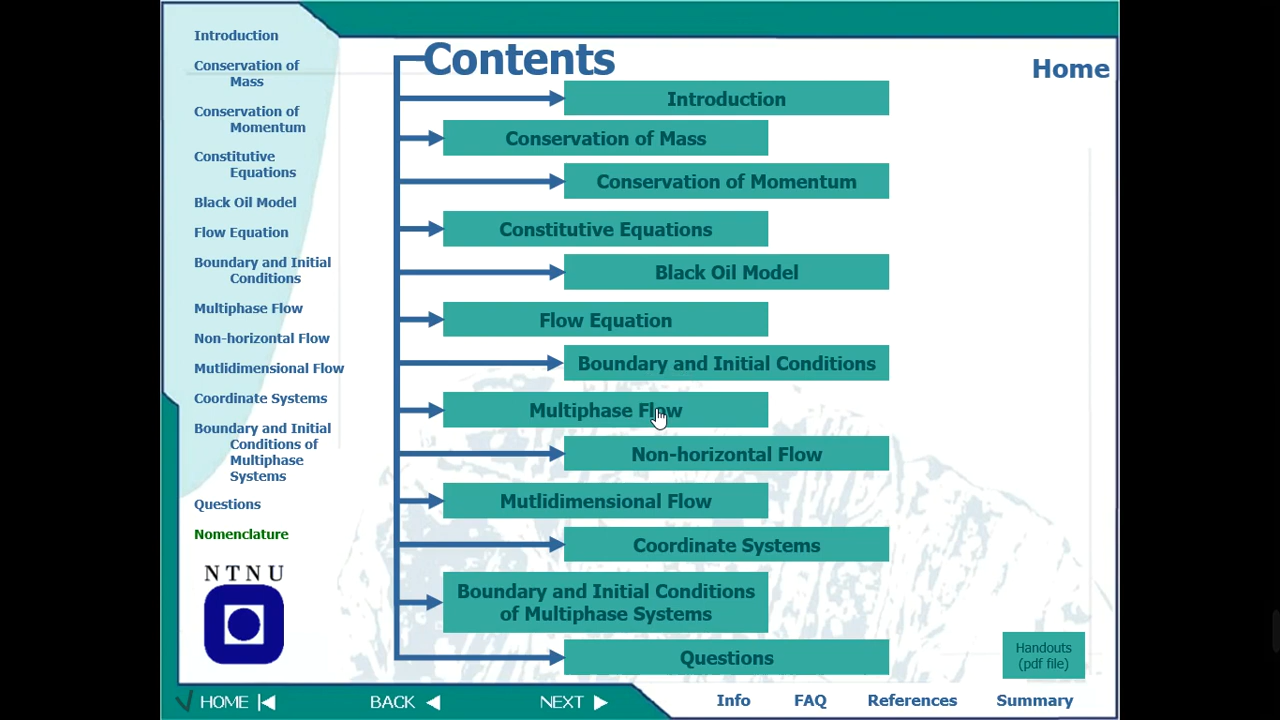 Introduction
Conservation of
Mass
Conservation of
Momentum
Constitutive
Equations
Black Oil Model
Flow Equation
Boundary and Initial
Conditions
Multiphase Flow
Non-horizontal Flow
Mutlidimensional Flow
Coordinate Systems
Boundary and Initial
Conditions of
Multiphase
Systems
Questions
Nomenclature
NTNU
Contents
Home
Introduction
Conservation of Mass
Conservation of Momentum
Constitutive Equations
Black Oil Model
Flow Equation
Boundary and Initial Conditions
Multiphase Flow
Non-horizontal Flow
Mutlidimensional Flow
Coordinate Systems
Boundary and Initial Conditions
of Multiphase Systems
Questions
Handouts
(pdf file)
HOME
BACK
NEXT
Info
FAQ
References
Summary